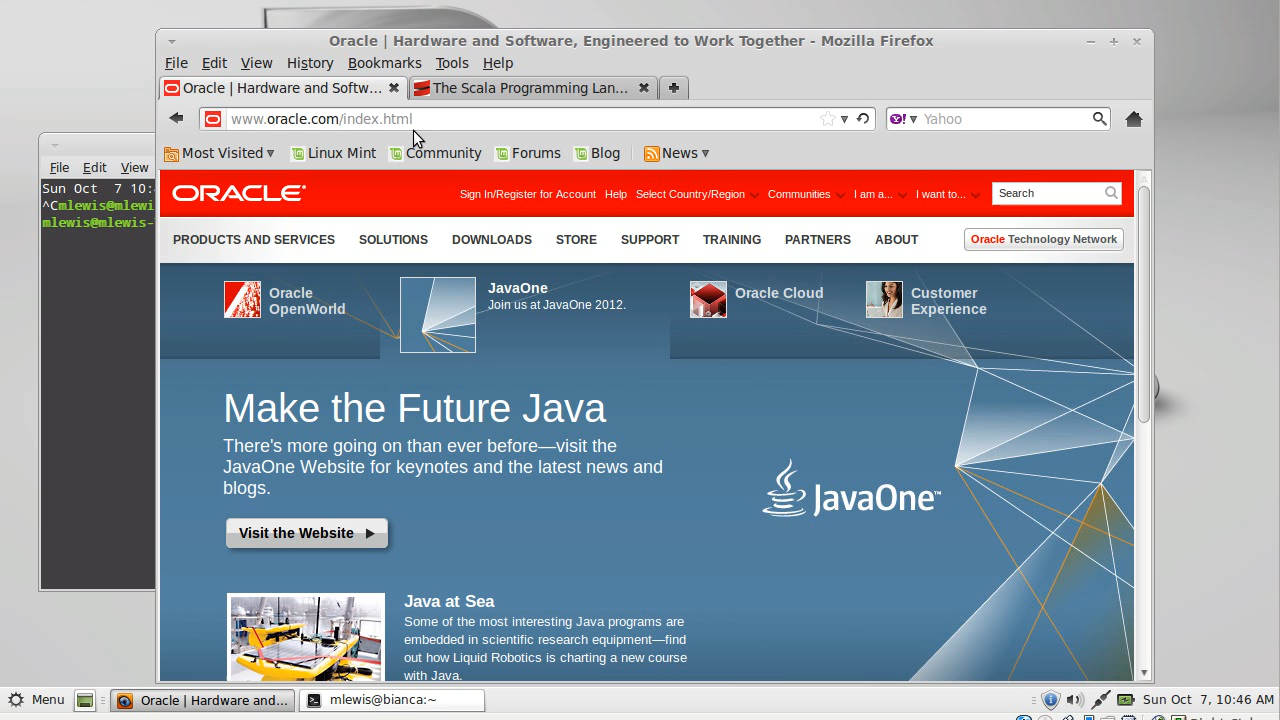 Oracle | Hardware and Software, Engineered to Work Together - Mozilla Firefox
File Edit View History Bookmarks Tools Help
Oracle | Hardware and Softw... The Scala Programming Lan...
www.oracle.com/index.html Yahoo
Most Visited Linux Mint Community Forums Blog News
File Edit View
Sun Oct 7 10:
^Cmlewis@mlewi
mlewis@mlewis-
ORACLE
Sign In/Register for Account Help Select Country/Region Communities I am a... I want to... Search
PRODUCTS AND SERVICES SOLUTIONS DOWNLOADS STORE SUPPORT TRAINING PARTNERS ABOUT Oracle Technology Network
Oracle
OpenWorld
JavaOne
Join us at JavaOne 2012.
Oracle Cloud
Customer
Experience
Make the Future Java
There's more going on than ever before—visit the
JavaOne Website for keynotes and the latest news and
blogs.
JavaOne™
Visit the Website
Java at Sea
Some of the most interesting Java programs are
embedded in scientific research equipment—find
out how Liquid Robotics is charting a new course
with Java.
Menu Oracle | Hardware and... mlewis@bianca:~ Sun Oct 7, 10:46 AM